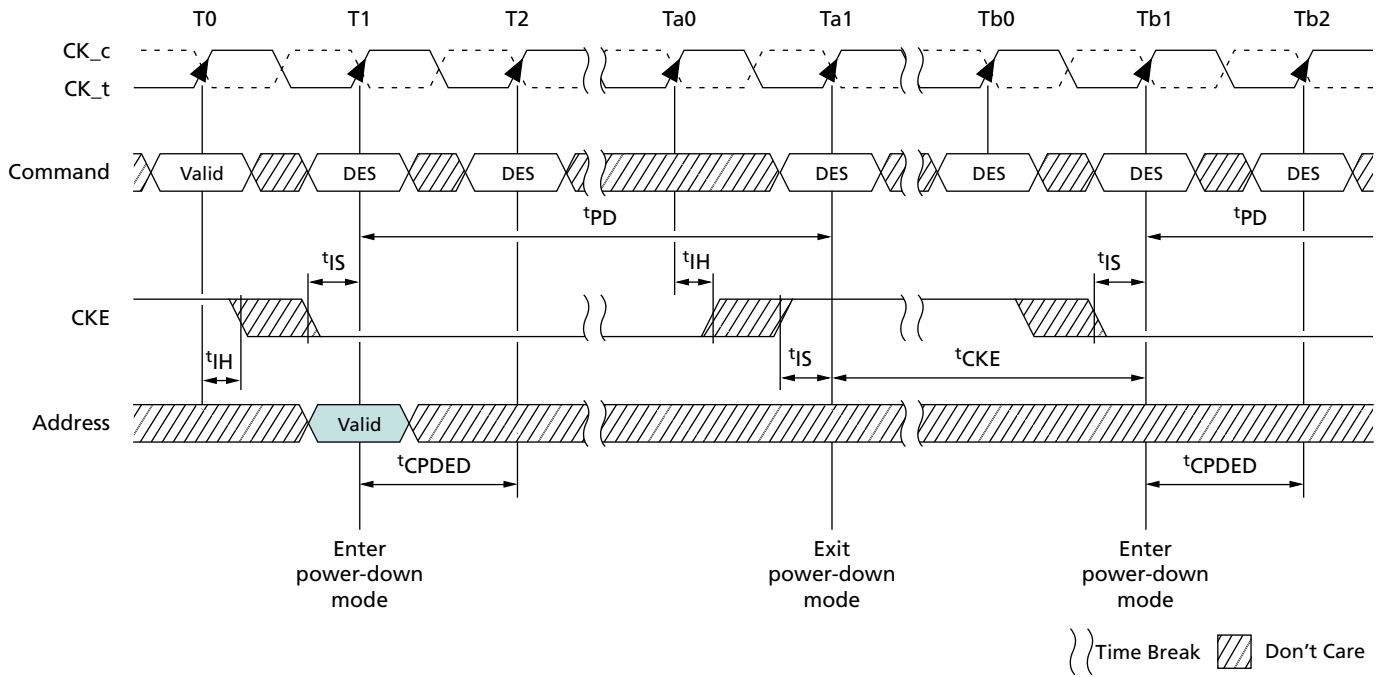 T0 T1 T2 Ta0 Ta1 Tb0 Tb1 Tb2
CK_c
CK_t
Command Valid DES DES DES DES DES DES
tPD tPD
tIS tIH tIS
CKE
tIH tIS tCKE
Address Valid
tCPDED tCPDED
Enter
power-down
mode
Exit
power-down
mode
Enter
power-down
mode
Time Break Don't Care